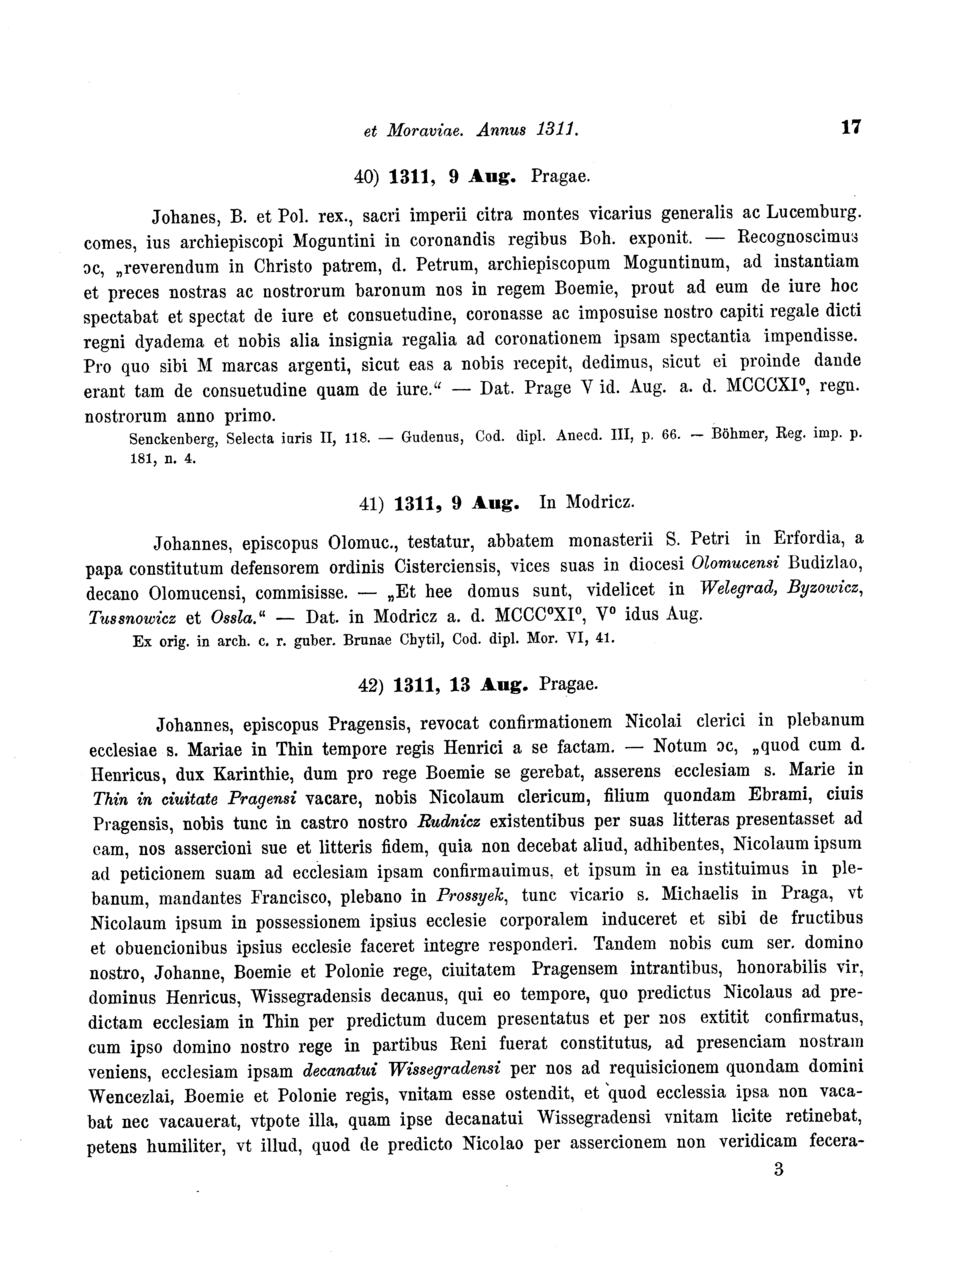 et Moraviae. Annus 1311. 17
40) 1311, 9 Aug. Pragae.
Johanes, B. et Pol. rex., sacri imperii citra montes vicarius generalis ac Lucemburg.
comes, ius archiepiscopi Moguntini in coronandis regibus Boh. exponit. — Recognoscimus
ↄc, „reverendum in Christo patrem, d. Petrum, archiepiscopum Moguntinum, ad instantiam
et preces nostras ac nostrorum baronum nos in regem Boemie, prout ad eum de iure hoc
spectabat et spectat de iure et consuetudine, coronasse ac imposuise nostro capiti regale dicti
regni dyadema et nobis alia insignia regalia ad coronationem ipsam spectantia impendisse.
Pro quo sibi M marcas argenti, sicut eas a nobis recepit, dedimus, sicut ei proinde dande
erant tam de consuetudine quam de iure.“ — Dat. Prage V id. Aug. a. d. MCCCXI⁰, regn.
nostrorum anno primo.
Senckenberg, Selecta iuris II, 118. — Gudenus, Cod. dipl. Anecd. III, p. 66. — Böhmer, Reg. imp. p.
181, n. 4.
41) 1311, 9 Aug. In Modricz.
Johannes, episcopus Olomuc., testatur, abbatem monasterii S. Petri in Erfordia, a
papa constitutum defensorem ordinis Cisterciensis, vices suas in diocesi Olomucensi Budizlao,
decano Olomucensi, commisisse. — „Et hee domus sunt, videlicet in Welegrad, Byzowicz,
Tussnowicz et Ossla.“ — Dat. in Modricz a. d. MCCC⁰XI⁰, V⁰ idus Aug.
Ex orig. in arch. c. r. guber. Brunae Chytil, Cod. dipl. Mor. VI, 41.
42) 1311, 13 Aug. Pragae.
Johannes, episcopus Pragensis, revocat confirmationem Nicolai clerici in plebanum
ecclesiae s. Mariae in Thin tempore regis Henrici a se factam. — Notum ↄc, „quod cum d.
Henricus, dux Karinthie, dum pro rege Boemie se gerebat, asserens ecclesiam s. Marie in
Thin in ciuitate Pragensi vacare, nobis Nicolaum clericum, filium quondam Ebrami, ciuis
Pragensis, nobis tunc in castro nostro Rudnicz existentibus per suas litteras presentasset ad
eam, nos assercioni sue et litteris fidem, quia non decebat aliud, adhibentes, Nicolaum ipsum
ad peticionem suam ad ecclesiam ipsam confirmauimus, et ipsum in ea instituimus in ple-
banum, mandantes Francisco, plebano in Prossyek, tunc vicario s. Michaelis in Praga, vt
Nicolaum ipsum in possessionem ipsius ecclesie corporalem induceret et sibi de fructibus
et obuencionibus ipsius ecclesie faceret integre responderi. Tandem nobis cum ser. domino
nostro, Johanne, Boemie et Polonie rege, ciuitatem Pragensem intrantibus, honorabilis vir,
dominus Henricus, Wissegradensis decanus, qui eo tempore, quo predictus Nicolaus ad pre-
dictam ecclesiam in Thin per predictum ducem presentatus et per nos extitit confirmatus,
cum ipso domino nostro rege in partibus Reni fuerat constitutus, ad presenciam nostram
veniens, ecclesiam ipsam decanatui Wissegradensi per nos ad requisicionem quondam domini
Wencezlai, Boemie et Polonie regis, vnitam esse ostendit, et quod ecclessia ipsa non vaca-
bat nec vacauerat, vtpote illa, quam ipse decanatui Wissegradensi vnitam licite retinebat,
petens humiliter, vt illud, quod de predicto Nicolao per assercionem non veridicam fecera-
3